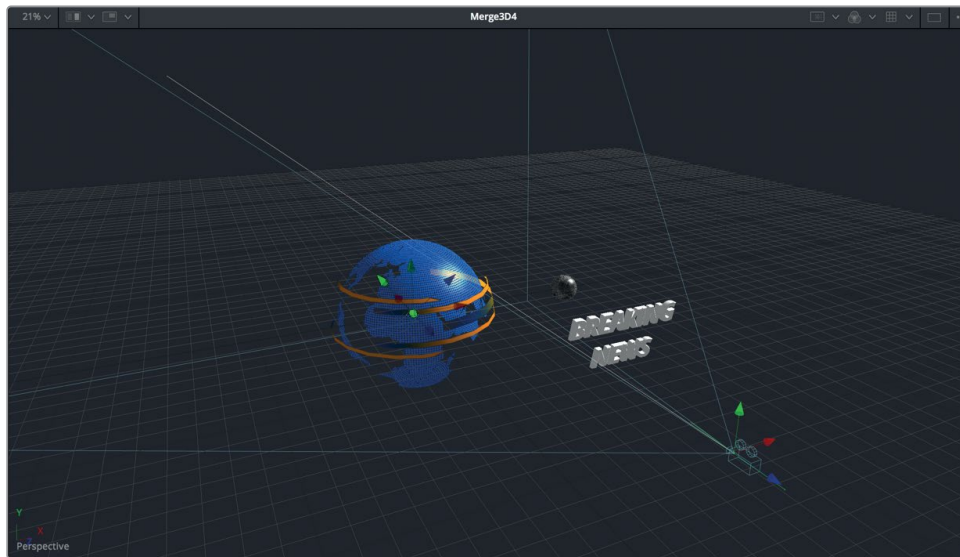 21%
Merge3D4
BREAKING
NEWS
Y
X
Z
Perspective